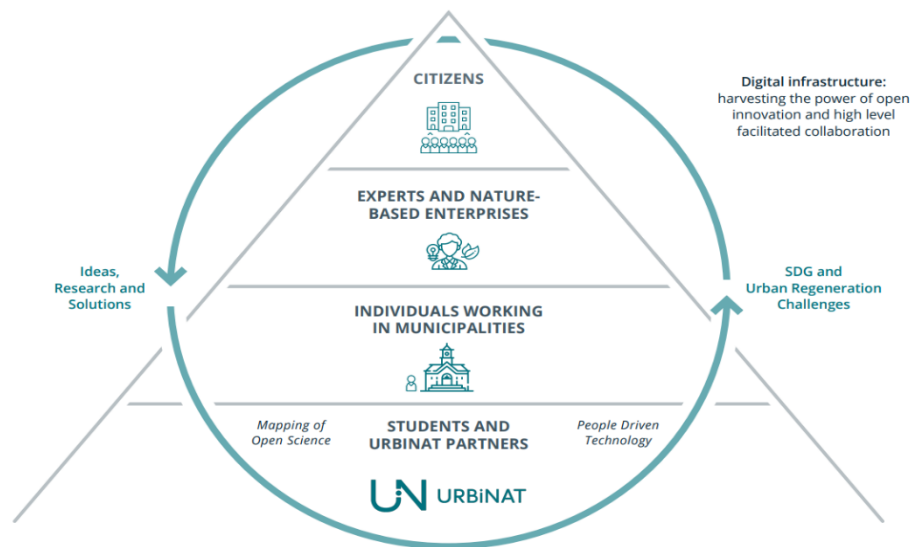 CITIZENS
Digital infrastructure:
harvesting the power of open
innovation and high level
facilitated collaboration
EXPERTS AND NATURE-
BASED ENTERPRISES
Ideas,
Research and
Solutions
SDG and
Urban Regeneration
Challenges
INDIVIDUALS WORKING
IN MUNICIPALITIES
Mapping of
Open Science
STUDENTS AND
URBINAT PARTNERS
People Driven
Technology
UN URBiNAT